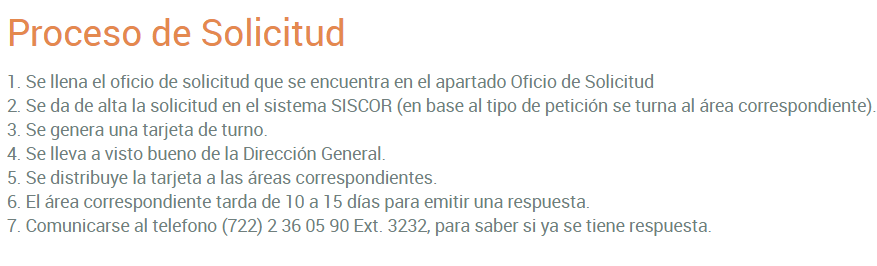 Proceso de Solicitud
1. Se llena el oficio de solicitud que se encuentra en el apartado Oficio de Solicitud
2. Se da de alta la solicitud en el sistema SISCOR (en base al tipo de petición se turna al área correspondiente).
3. Se genera una tarjeta de turno.
4. Se lleva a visto bueno de la Dirección General.
5. Se distribuye la tarjeta a las áreas correspondientes.
6. El área correspondiente tarda de 10 a 15 días para emitir una respuesta.
7. Comunicarse al telefono (722) 2 36 05 90 Ext. 3232, para saber si ya se tiene respuesta.